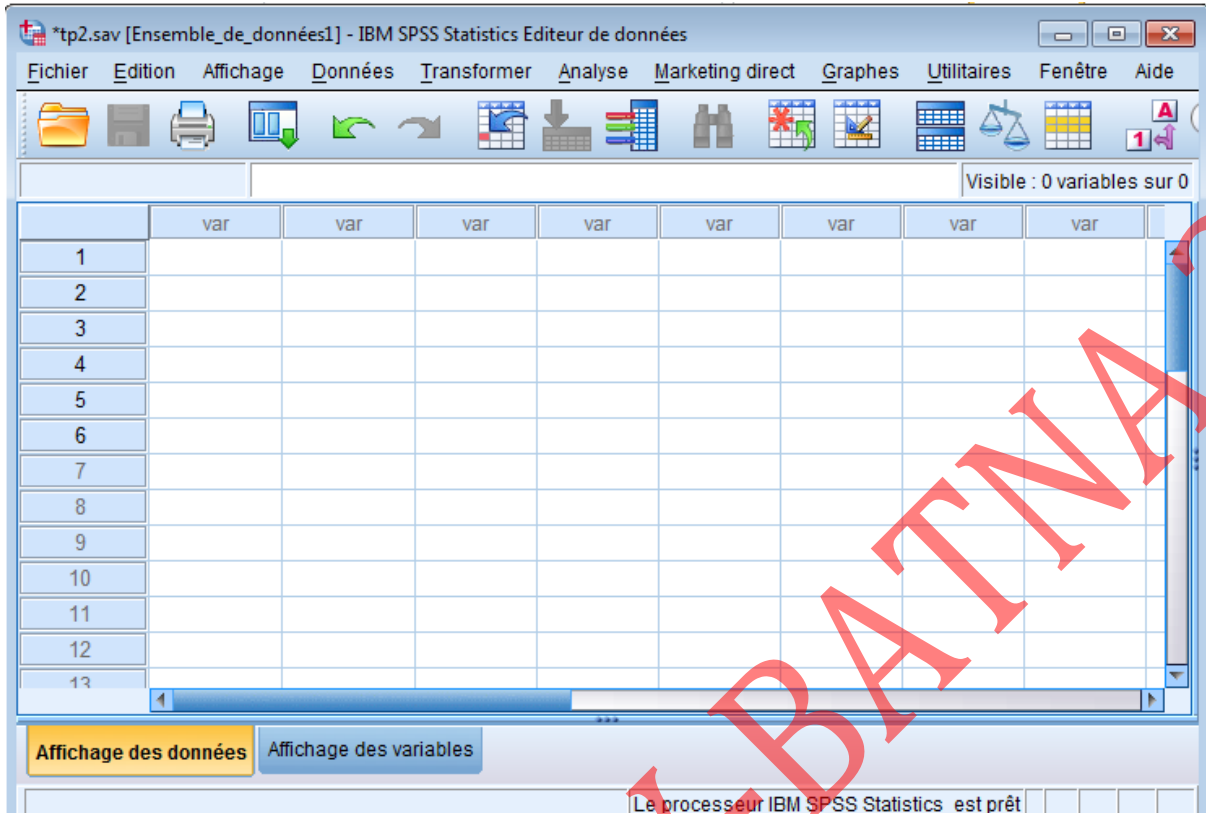 *tp2.sav [Ensemble_de_données1] - IBM SPSS Statistics Editeur de données
Fichier Edition Affichage Données Transformer Analyse Marketing direct Graphes Utilitaires Fenêtre Aide
A
1
Visible : 0 variables sur 0
var var var var var var var var
1
2
3
4
5
6
7
8
9
10
11
12
13
Affichage des données Affichage des variables
Le processeur IBM SPSS Statistics est prêt
BATNA